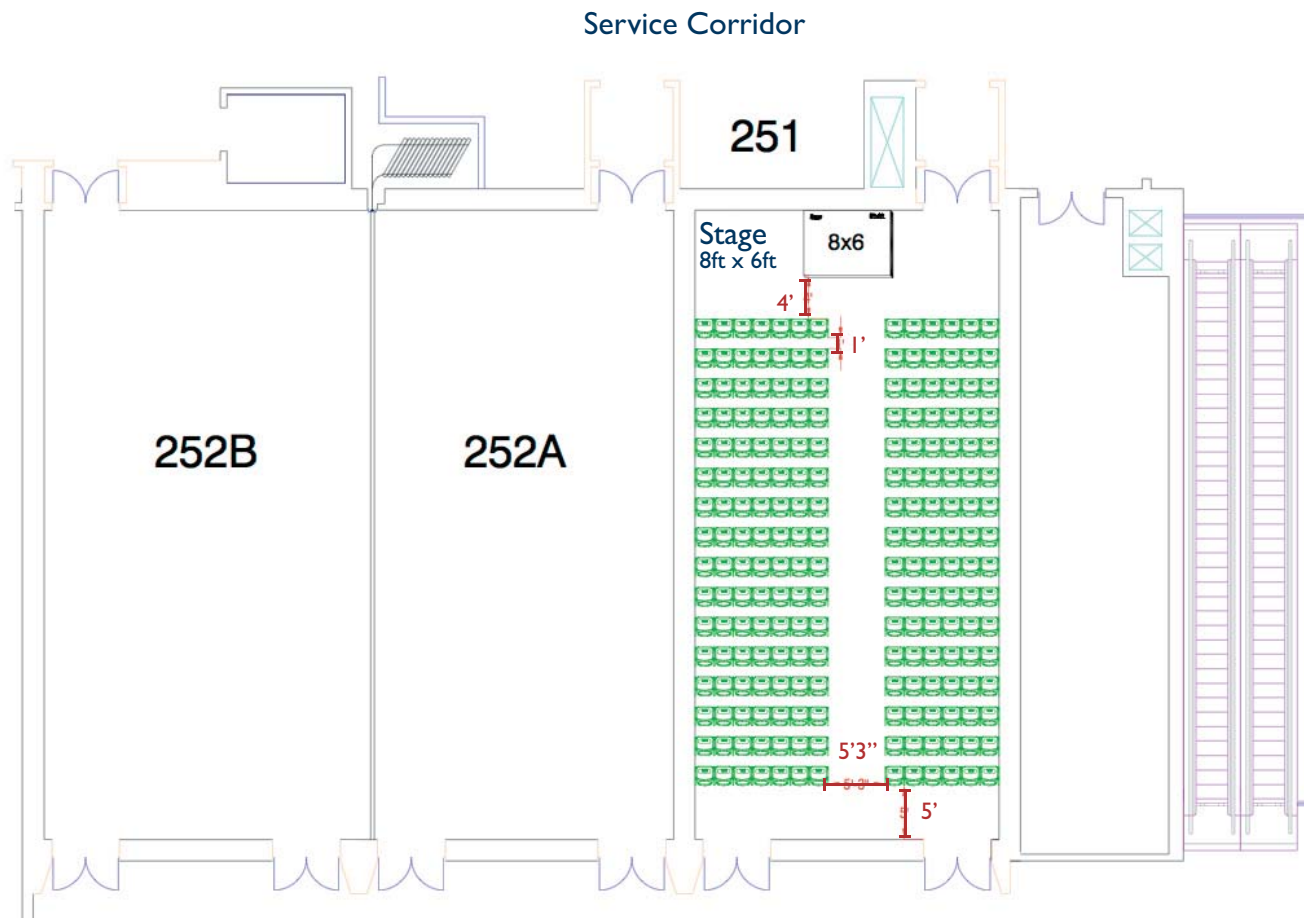 Service Corridor
251
Stage
8ft x 6ft
8x6
4’
1’
252B
252A
5’3”
5’